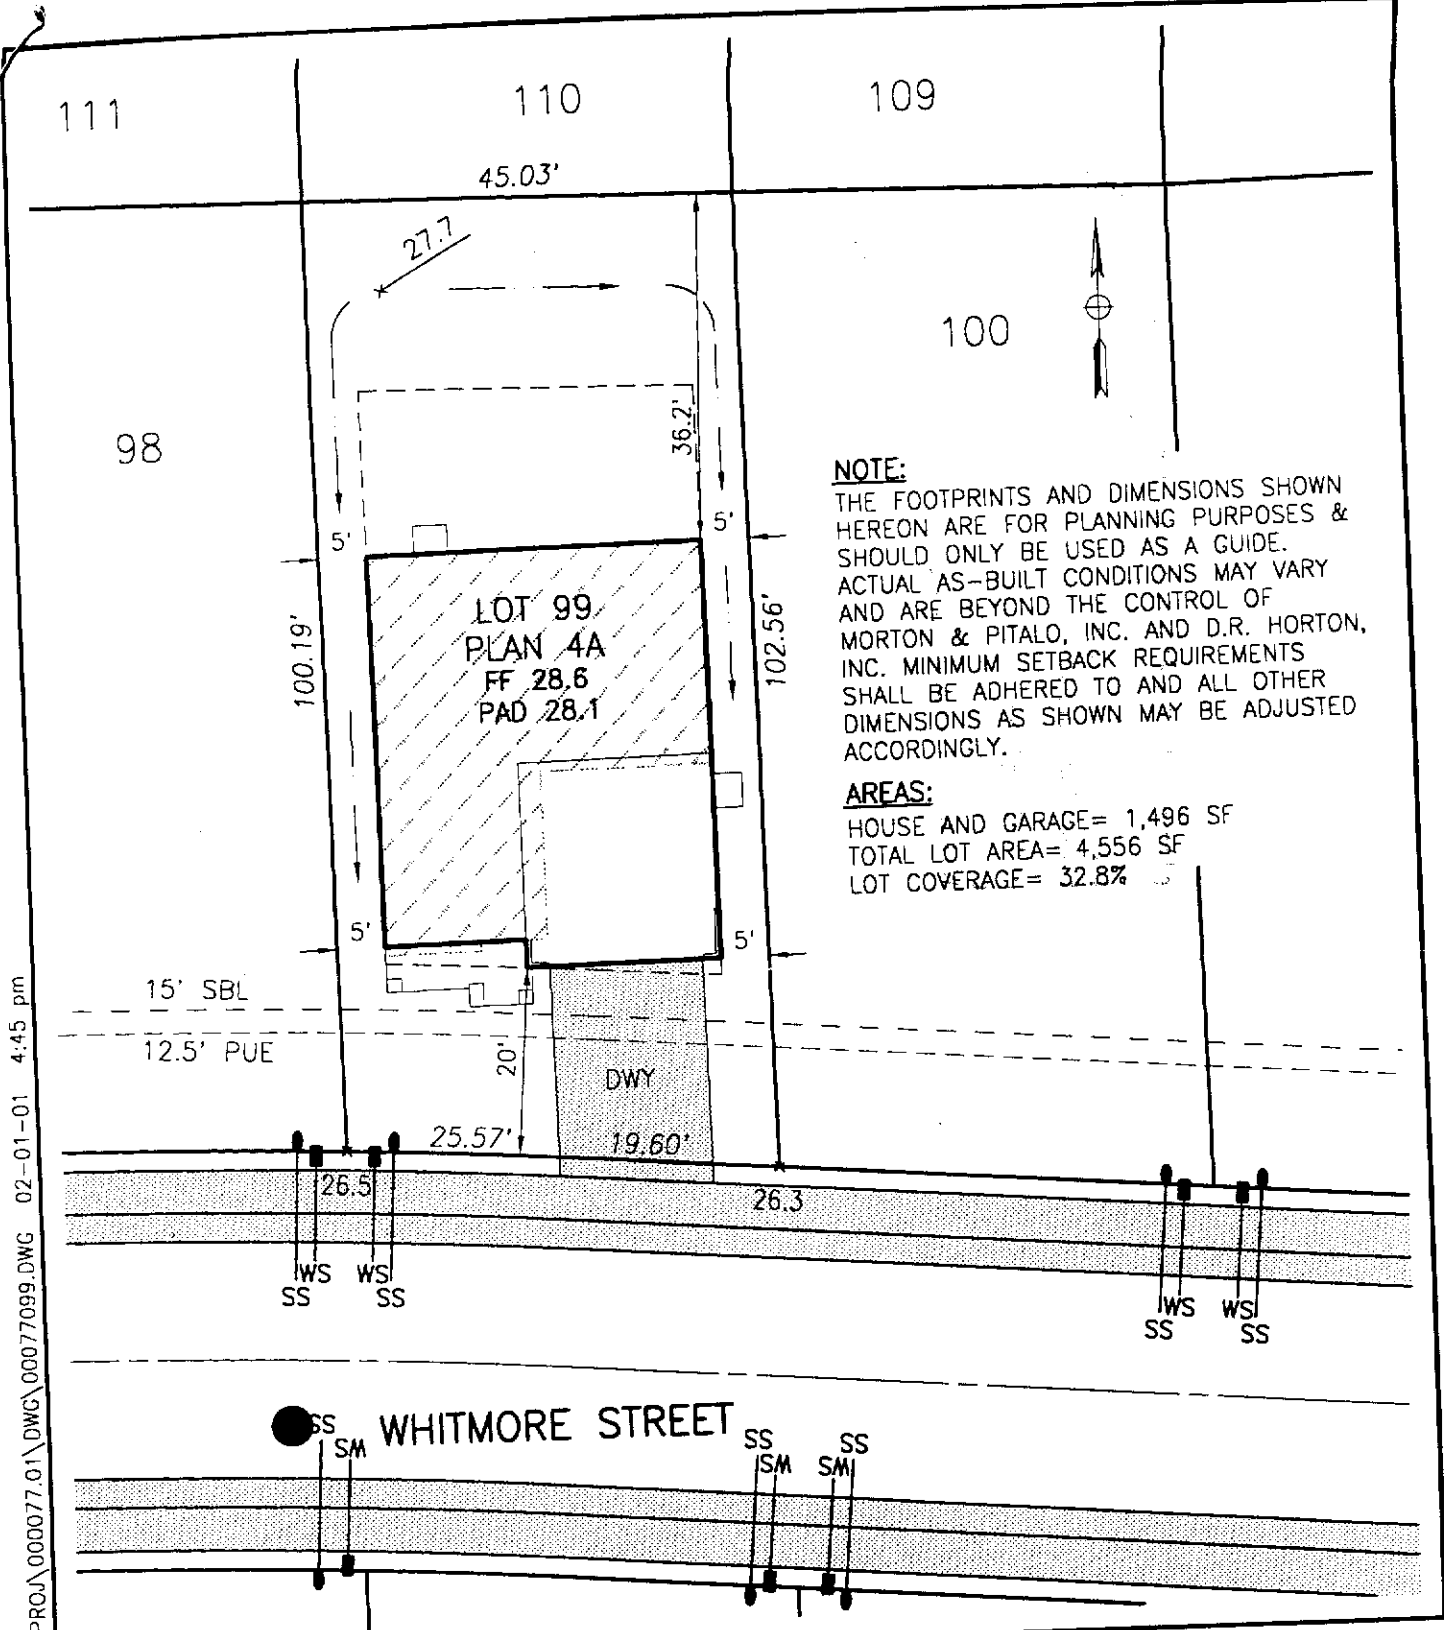 111
110
109
45.03'
27.7
100
98
36.2'
NOTE:
THE FOOTPRINTS AND DIMENSIONS SHOWN
HEREON ARE FOR PLANNING PURPOSES &
SHOULD ONLY BE USED AS A GUIDE.
ACTUAL AS-BUILT CONDITIONS MAY VARY
AND ARE BEYOND THE CONTROL OF
MORTON & PITALO, INC. AND D.R. HORTON,
INC. MINIMUM SETBACK REQUIREMENTS
SHALL BE ADHERED TO AND ALL OTHER
DIMENSIONS AS SHOWN MAY BE ADJUSTED
ACCORDINGLY.
5'
5'
LOT 99
PLAN 4A
FF 28.6
PAD 28.1
100.19'
102.56'
AREAS:
HOUSE AND GARAGE= 1,496 SF
TOTAL LOT AREA= 4,556 SF
LOT COVERAGE= 32.8%
5'
5'
15' SBL
12.5' PUE
20'
DWY
25.57'
19.60'
26.5
26.3
WS WS
SS SS
WS WS
SS SS
WHITMORE STREET
SS
SM
SS SS
SM SM
PROJ\000077.01\DWG\00077099.DWG 02-01-01 4:45 pm